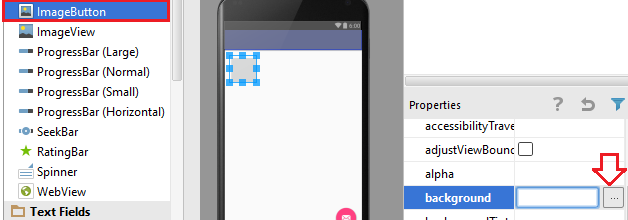 ImageButton
ImageView
ProgressBar (Large)
ProgressBar (Normal)
ProgressBar (Small)
ProgressBar (Horizontal)
SeekBar
RatingBar
Spinner
WebView
Text Fields
6:00
Properties
?
accessibilityTrave
adjustViewBound
alpha
background
...